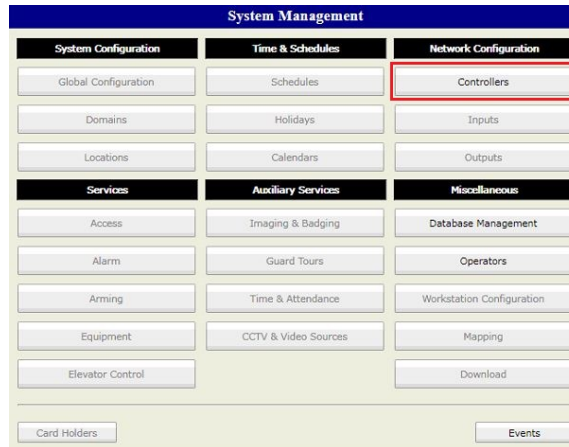 System Management
System Configuration
Time & Schedules
Network Configuration
Global Configuration
Schedules
Controllers
Domains
Holidays
Inputs
Locations
Calendars
Outputs
Services
Auxiliary Services
Miscellaneous
Access
Imaging & Badging
Database Management
Alarm
Guard Tours
Operators
Arming
Time & Attendance
Workstation Configuration
Equipment
CCTV & Video Sources
Mapping
Elevator Control
Download
Card Holders
Events